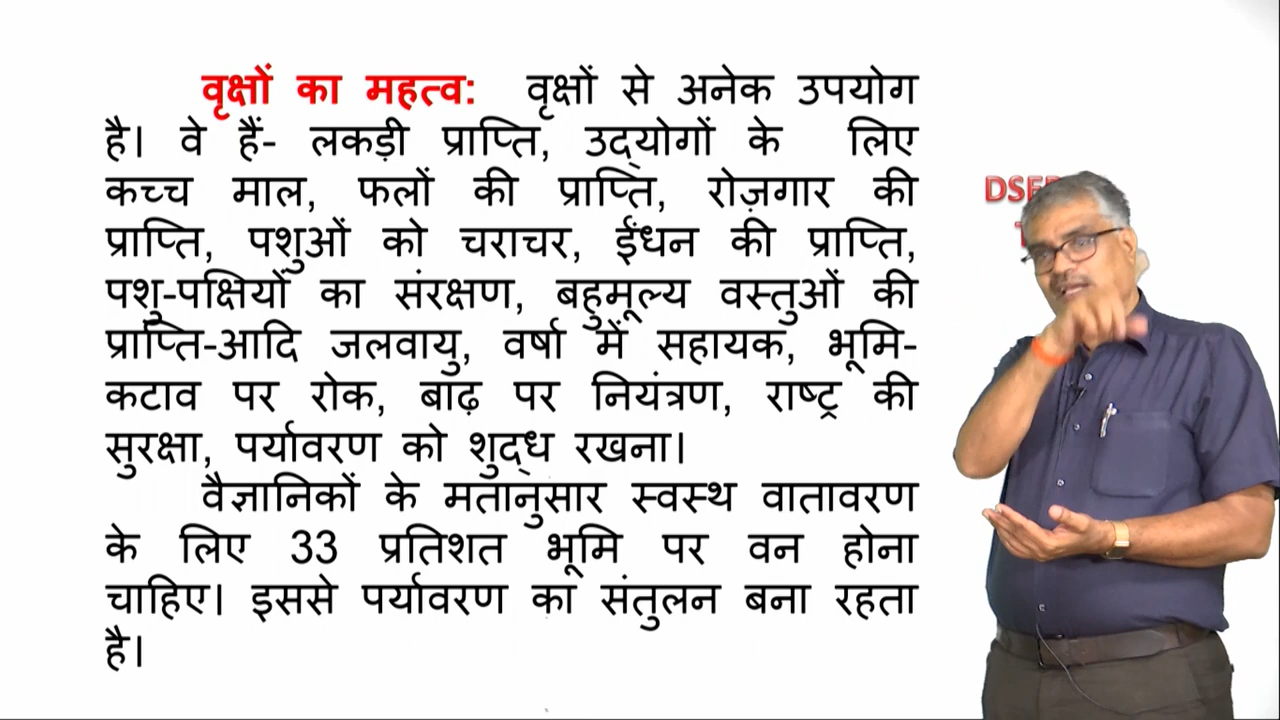 वृक्षों का महत्व: वृक्षों से अनेक उपयोग
है। वे हैं- लकड़ी प्राप्ति, उद्योगों के लिए
कच्च माल, फलों की प्राप्ति, रोज़गार की
प्राप्ति, पशुओं को चराचर, ईंधन की प्राप्ति,
पशु-पक्षियों का संरक्षण, बहुमूल्य वस्तुओं की
प्राप्ति-आदि जलवायु, वर्षा में सहायक, भूमि-
कटाव पर रोक, बाढ़ पर नियंत्रण, राष्ट्र की
सुरक्षा, पर्यावरण को शुद्ध रखना।
वैज्ञानिकों के मतानुसार स्वस्थ वातावरण
के लिए 33 प्रतिशत भूमि पर वन होना
चाहिए। इससे पर्यावरण का संतुलन बना रहता
है।